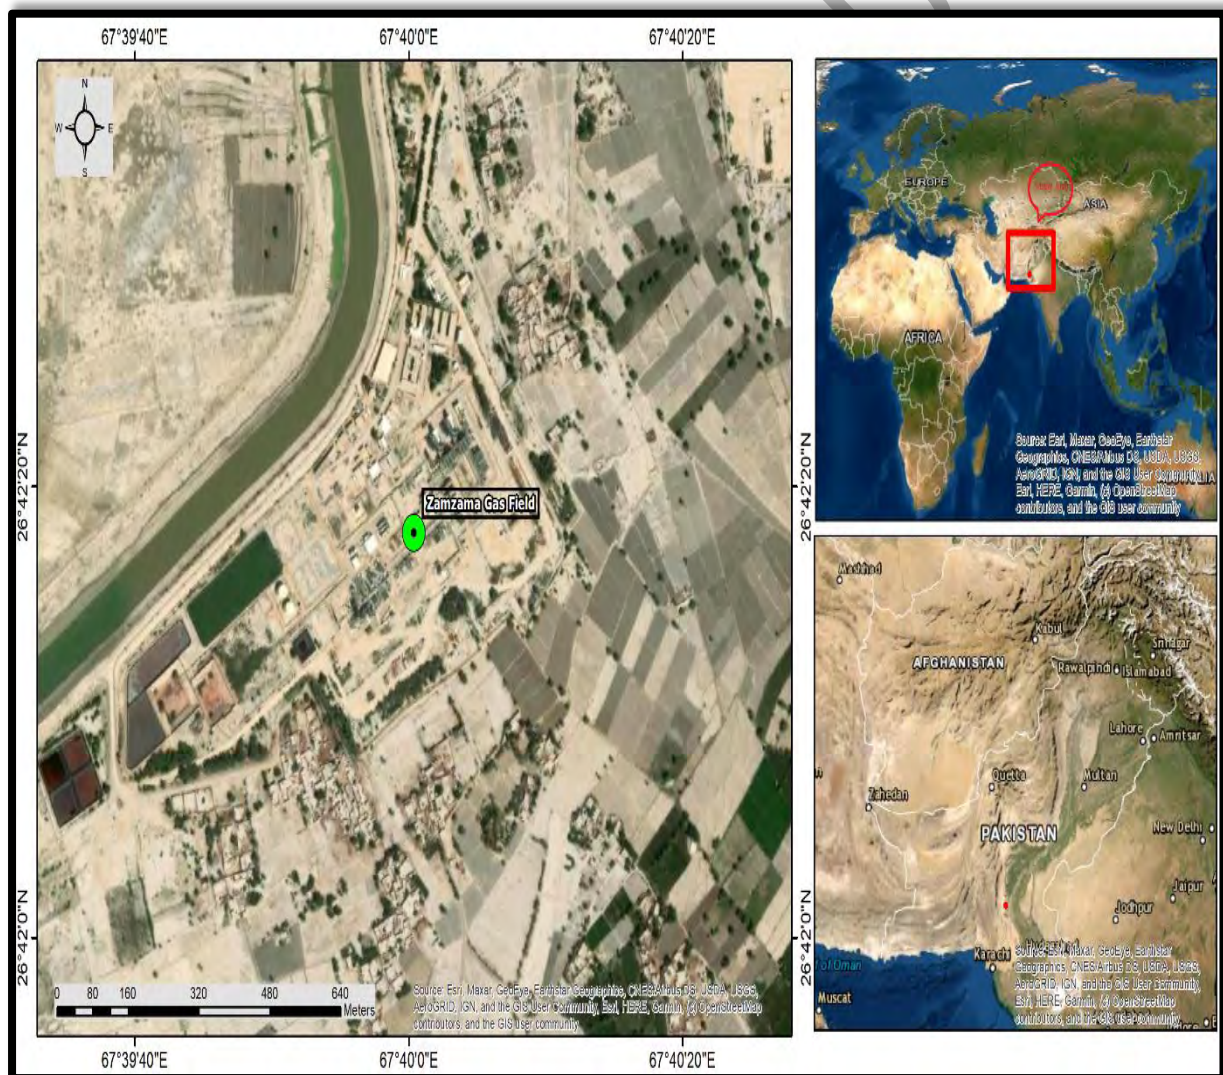 67°39'40"E
67°40'0"E
67°40'20"E
N
W
E
S
26°42'20"N
26°42'20"N
Zamzama Gas Field
26°42'0"N
26°42'0"N
0 80 160 320 480 640
Meters
Source: Esri, Maxar, GeoEye, Earthstar Geographics, CNES/Airbus DS, USDA, USGS,
AeroGRID, IGN, and the GIS User Community, Esri, HERE, Garmin, (c) OpenStreetMap
contributors, and the GIS user community
67°39'40"E
67°40'0"E
67°40'20"E
EUROPE
ASIA
AFRICA
Source: Esri, Maxar, GeoEye, Earthstar
Geographics, CNES/Airbus DS, USDA, USGS,
AeroGRID, IGN, and the GIS User Community,
Esri, HERE, Garmin, (c) OpenStreetMap
contributors, and the GIS user community
Mashhad
Kabul
Srinagar
AFGHANISTAN
Rawalpindi
Islamabad
Lahore
Amritsar
Quetta
Multan
Zahedan
PAKISTAN
New Delhi
Jaipur
Jodhpur
Karachi
f of Oman
Muscat
Source: Esri, Maxar, GeoEye, Earthstar
Geographics, CNES/Airbus DS, USDA, USGS,
AeroGRID, IGN, and the GIS User Community,
Esri, HERE, Garmin, (c) OpenStreetMap
contributors, and the GIS user community